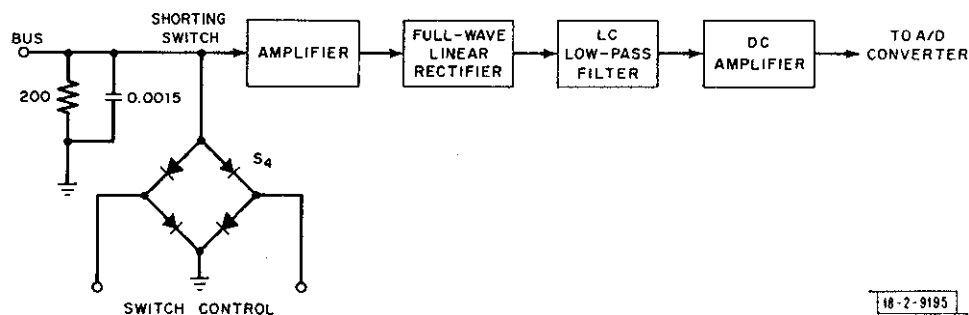 SHORTING
SWITCH
BUS
200
0.0015
AMPLIFIER
FULL-WAVE
LINEAR
RECTIFIER
LC
LOW-PASS
FILTER
DC
AMPLIFIER
TO A/D
CONVERTER
S4
SWITCH CONTROL
18-2-9195